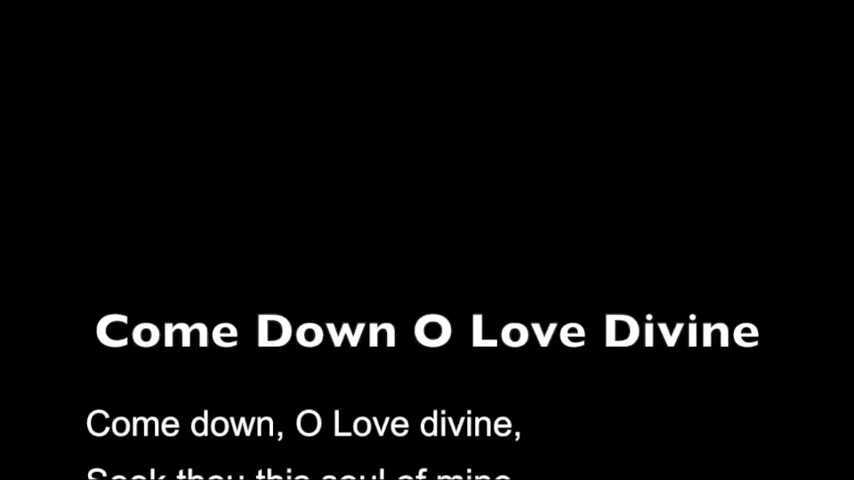 Come Down O Love Divine
Come down, O Love divine,
Seek thou this soul of mine